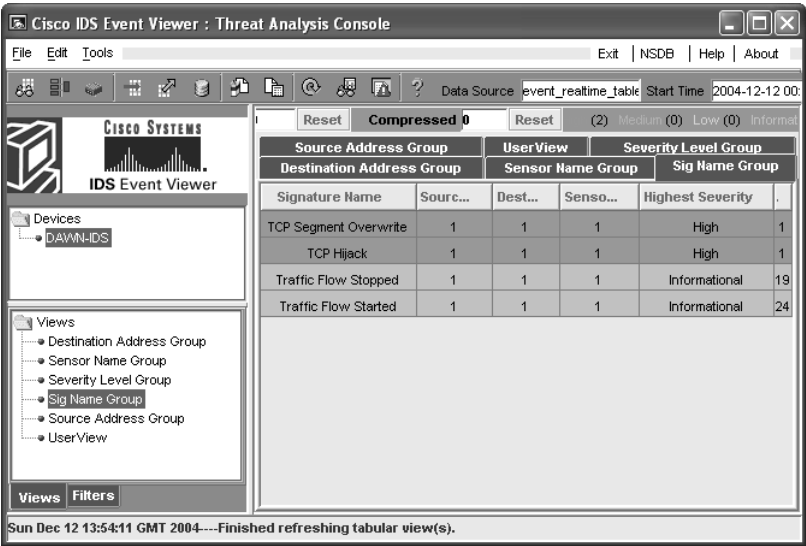 Cisco IDS Event Viewer : Threat Analysis Console
File Edit Tools Exit NSDB Help About
Data Source event_realtime_table Start Time 2004-12-12 00:
CISCO SYSTEMS
IDS Event Viewer
Reset Compressed 0 Reset (2) Medium (0) Low (0) Informat
Source Address Group UserView Severity Level Group
Destination Address Group Sensor Name Group Sig Name Group
Signature Name Sourc... Dest... Senso... Highest Severity .
TCP Segment Overwrite 1 1 1 High 1
TCP Hijack 1 1 1 High 1
Traffic Flow Stopped 1 1 1 Informational 19
Traffic Flow Started 1 1 1 Informational 24
Devices
DAWN-IDS
Views
Destination Address Group
Sensor Name Group
Severity Level Group
Sig Name Group
Source Address Group
UserView
Views Filters
Sun Dec 12 13:54:11 GMT 2004----Finished refreshing tabular view(s).